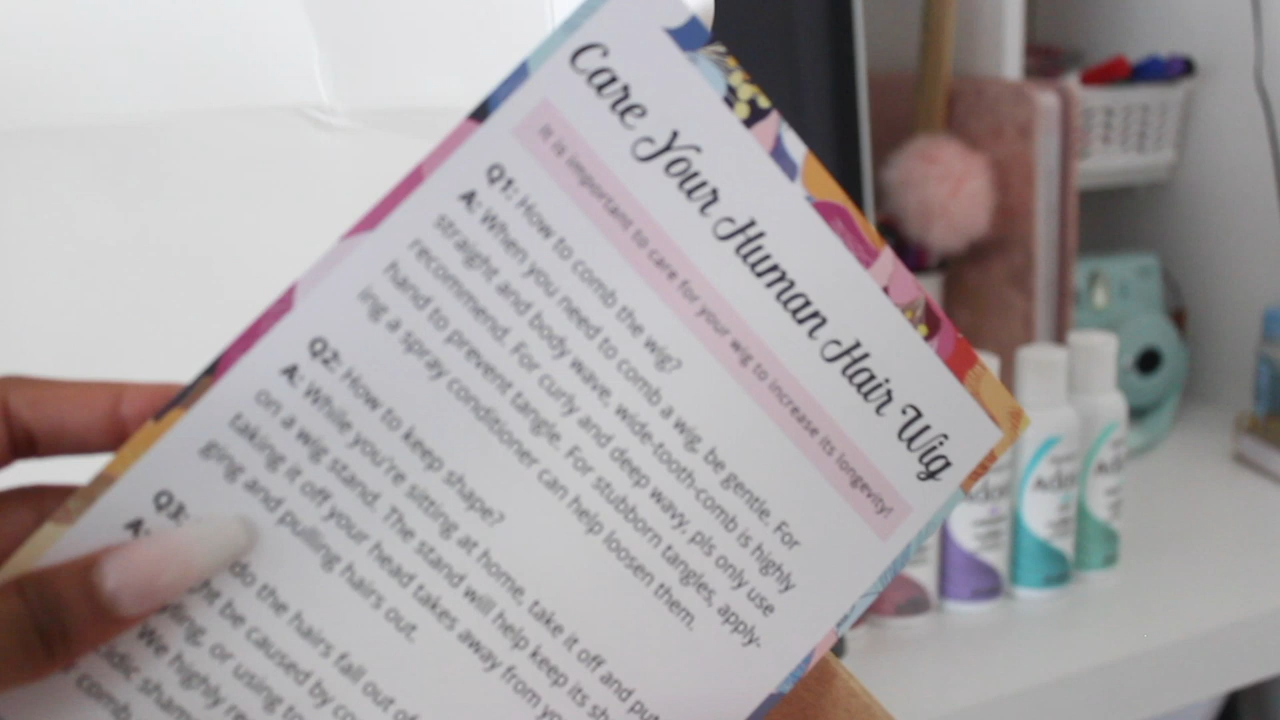 Care Your Human Hair Wig
It is important to care for your wig to increase its longevity!
Q1: How to comb the wig?
A: When you need to comb a wig, be gentle. For
straight and body wave, wide-tooth-comb is highly
recommend. For curly and deep wavy, pls only use
hand to prevent tangle. For stubborn tangles, apply-
ing a spray conditioner can help loosen them.
Q2: How to keep shape?
A: While you're sitting at home, take it off and put
on a wig stand. The stand will help keep its sh
taking it off your head takes away from yo
ging and pulling hairs out.
Q3: do the hairs fall out of
A: be caused by co
or using to
We highly re
comb